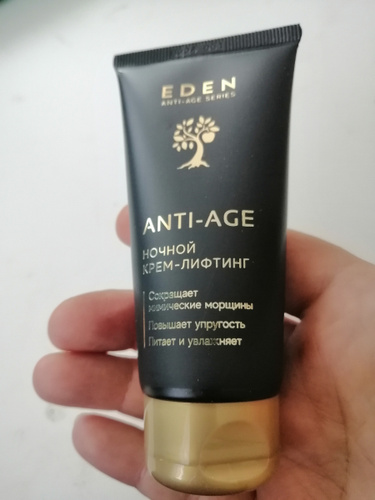 EDEN
ANTI-AGE SERIES
ANTI-AGE
НОЧНОЙ
КРЕМ-ЛИФТИНГ
Сокращает
мимические морщины
Повышает упругость
Питает и увлажняет